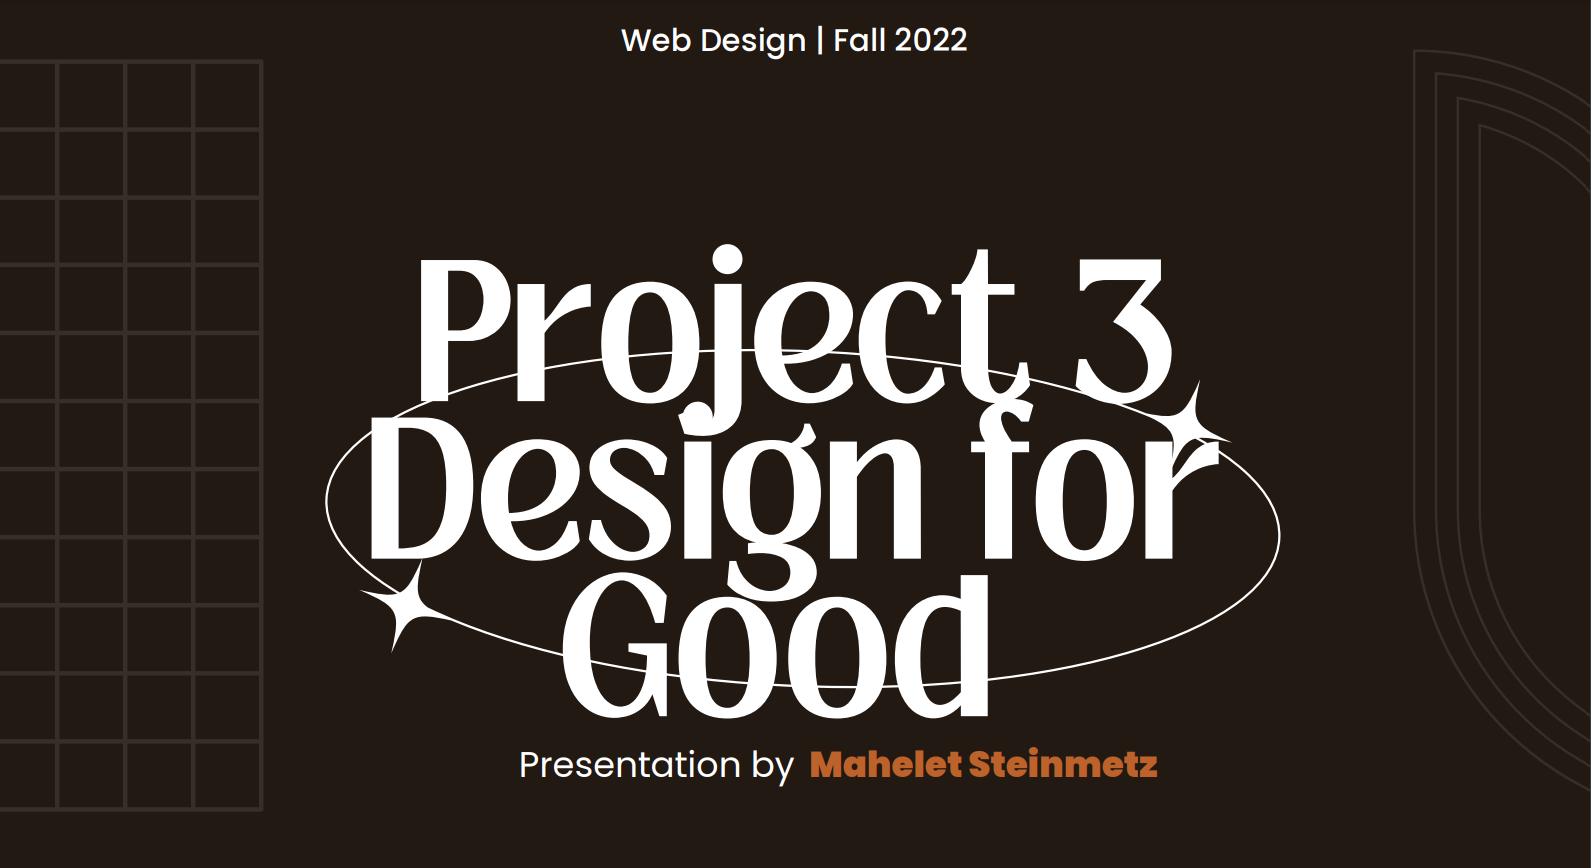 Web Design | Fall 2022
Project 3
Design for
Good
Presentation by Mahelet Steinmetz